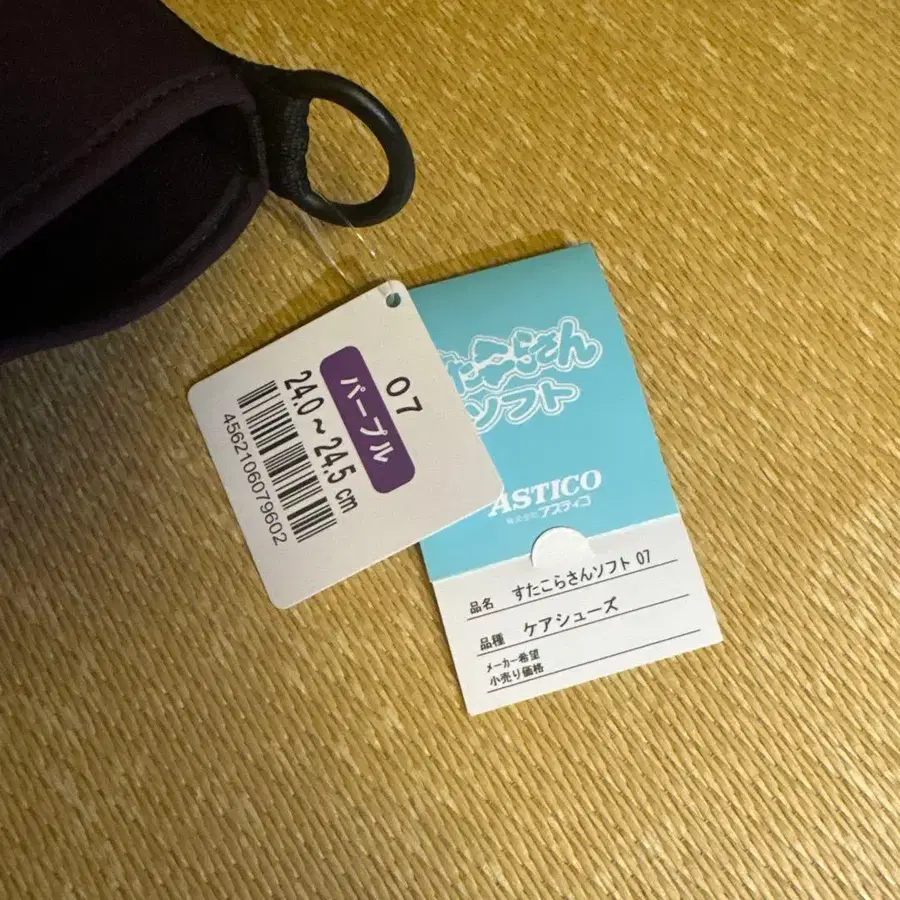 07
パープル
24.0～24.5cm
4562106079602
すたこらさん
ソフト
ASTICO
株式会社アスティコ
品名 すたこらさんソフト 07
品種 ケアシューズ
メーカー希望
小売り価格